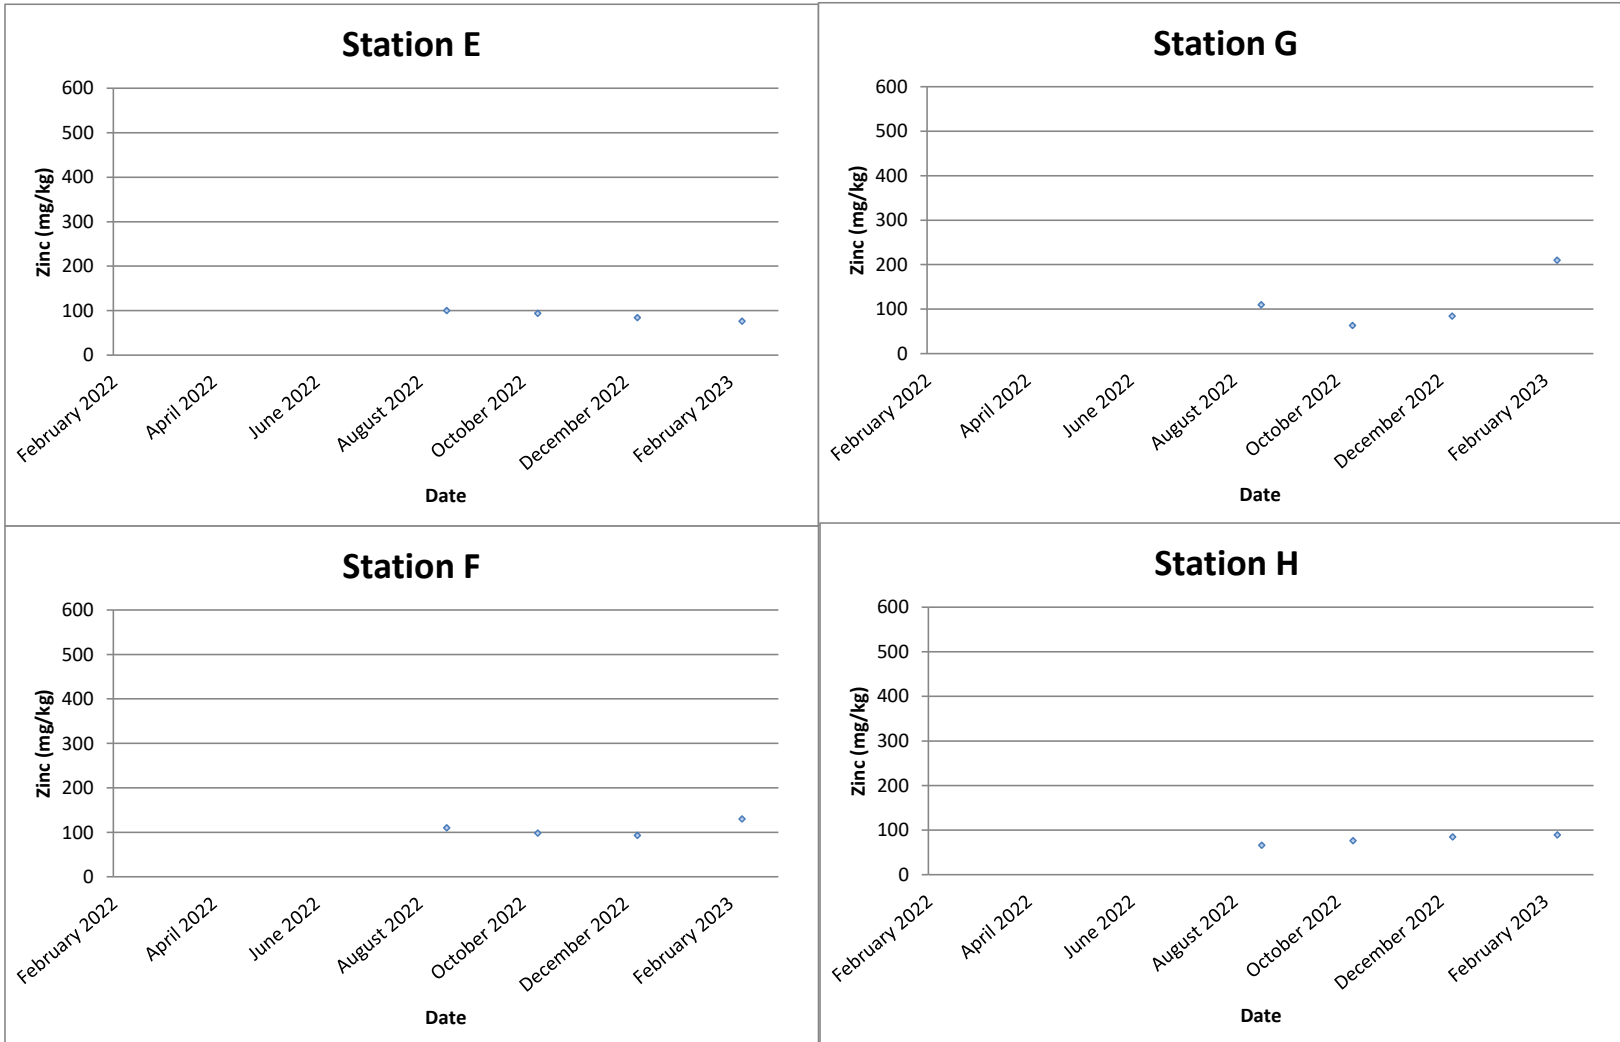 Station E
600
500
400
300
200
100
0
Zinc (mg/kg)
February 2022
April 2022
June 2022
August 2022
October 2022
December 2022
February 2023
Date
Station G
600
500
400
300
200
100
0
Zinc (mg/kg)
February 2022
April 2022
June 2022
August 2022
October 2022
December 2022
February 2023
Date
Station F
600
500
400
300
200
100
0
Zinc (mg/kg)
February 2022
April 2022
June 2022
August 2022
October 2022
December 2022
February 2023
Date
Station H
600
500
400
300
200
100
0
Zinc (mg/kg)
February 2022
April 2022
June 2022
August 2022
October 2022
December 2022
February 2023
Date